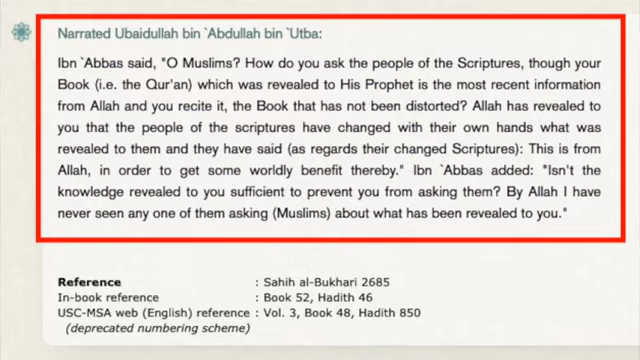 Narrated Ubaidullah bin `Abdullah bin `Utba:
Ibn `Abbas said, "O Muslims? How do you ask the people of the Scriptures, though your
Book (i.e. the Qur'an) which was revealed to His Prophet is the most recent information
from Allah and you recite it, the Book that has not been distorted? Allah has revealed to
you that the people of the scriptures have changed with their own hands what was
revealed to them and they have said (as regards their changed Scriptures): This is from
Allah, in order to get some worldly benefit thereby." Ibn `Abbas added: "Isn't the
knowledge revealed to you sufficient to prevent you from asking them? By Allah I have
never seen any one of them asking (Muslims) about what has been revealed to you."
Reference : Sahih al-Bukhari 2685
In-book reference : Book 52, Hadith 46
USC-MSA web (English) reference : Vol. 3, Book 48, Hadith 850
(deprecated numbering scheme)